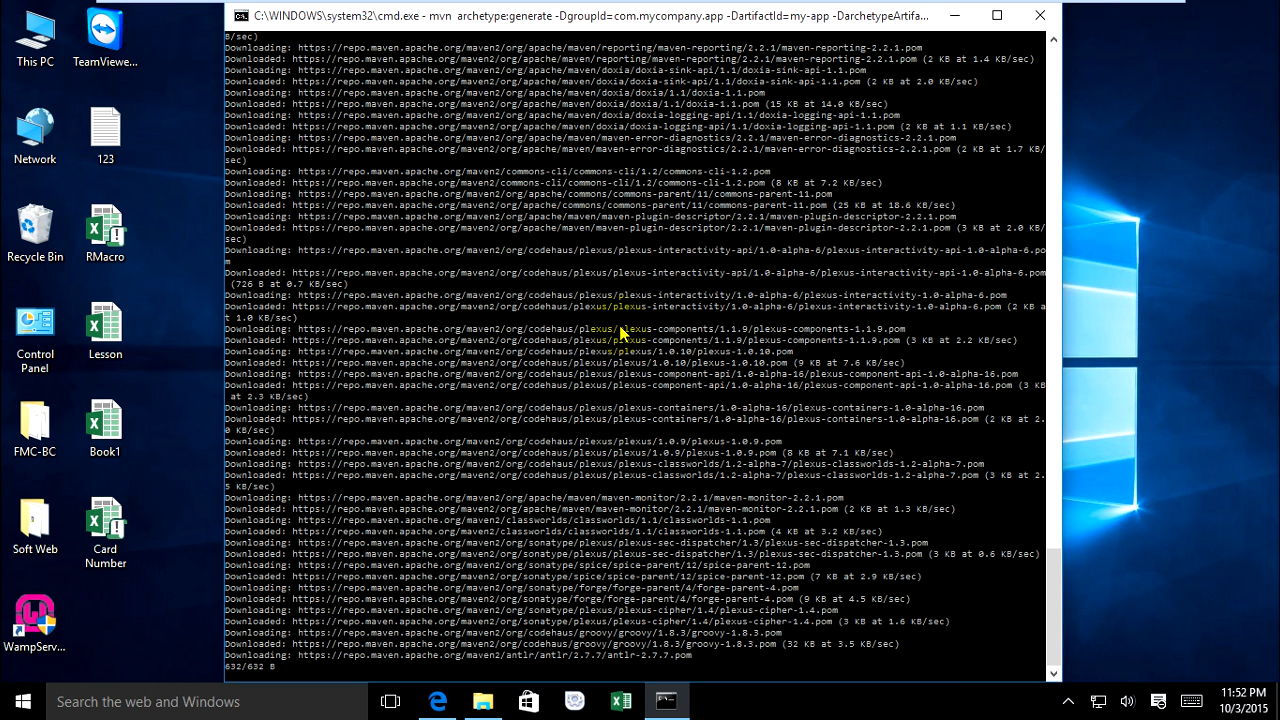 C:\WINDOWS\system32\cmd.exe - mvn archetype:generate -DgroupId=com.mycompany.app -DartifactId=my-app -DarchetypeArtifa...
B/sec)
Downloading: https://repo.maven.apache.org/maven2/org/apache/maven/reporting/maven-reporting/2.2.1/maven-reporting-2.2.1.pom
Downloaded: https://repo.maven.apache.org/maven2/org/apache/maven/reporting/maven-reporting/2.2.1/maven-reporting-2.2.1.pom (2 KB at 1.4 KB/sec)
Downloading: https://repo.maven.apache.org/maven2/org/apache/maven/doxia/doxia-sink-api/1.1/doxia-sink-api-1.1.pom
Downloaded: https://repo.maven.apache.org/maven2/org/apache/maven/doxia/doxia-sink-api/1.1/doxia-sink-api-1.1.pom (2 KB at 2.0 KB/sec)
Downloading: https://repo.maven.apache.org/maven2/org/apache/maven/doxia/doxia/1.1/doxia-1.1.pom
Downloaded: https://repo.maven.apache.org/maven2/org/apache/maven/doxia/doxia/1.1/doxia-1.1.pom (15 KB at 14.0 KB/sec)
Downloading: https://repo.maven.apache.org/maven2/org/apache/maven/doxia/doxia-logging-api/1.1/doxia-logging-api-1.1.pom
Downloaded: https://repo.maven.apache.org/maven2/org/apache/maven/doxia/doxia-logging-api/1.1/doxia-logging-api-1.1.pom (2 KB at 1.1 KB/sec)
Downloading: https://repo.maven.apache.org/maven2/org/apache/maven/maven-error-diagnostics/2.2.1/maven-error-diagnostics-2.2.1.pom
Downloaded: https://repo.maven.apache.org/maven2/org/apache/maven/maven-error-diagnostics/2.2.1/maven-error-diagnostics-2.2.1.pom (2 KB at 1.7 KB/
sec)
Downloading: https://repo.maven.apache.org/maven2/commons-cli/commons-cli/1.2/commons-cli-1.2.pom
Downloaded: https://repo.maven.apache.org/maven2/commons-cli/commons-cli/1.2/commons-cli-1.2.pom (8 KB at 7.2 KB/sec)
Downloading: https://repo.maven.apache.org/maven2/org/apache/commons/commons-parent/11/commons-parent-11.pom
Downloaded: https://repo.maven.apache.org/maven2/org/apache/commons/commons-parent/11/commons-parent-11.pom (25 KB at 18.6 KB/sec)
Downloading: https://repo.maven.apache.org/maven2/org/apache/maven/maven-plugin-descriptor/2.2.1/maven-plugin-descriptor-2.2.1.pom
Downloaded: https://repo.maven.apache.org/maven2/org/apache/maven/maven-plugin-descriptor/2.2.1/maven-plugin-descriptor-2.2.1.pom (3 KB at 2.0 KB/
sec)
Downloading: https://repo.maven.apache.org/maven2/org/codehaus/plexus/plexus-interactivity-api/1.0-alpha-6/plexus-interactivity-api-1.0-alpha-6.po
m
Downloaded: https://repo.maven.apache.org/maven2/org/codehaus/plexus/plexus-interactivity-api/1.0-alpha-6/plexus-interactivity-api-1.0-alpha-6.pom
(726 B at 0.7 KB/sec)
Downloading: https://repo.maven.apache.org/maven2/org/codehaus/plexus/plexus-interactivity/1.0-alpha-6/plexus-interactivity-1.0-alpha-6.pom
Downloaded: https://repo.maven.apache.org/maven2/org/codehaus/plexus/plexus-interactivity/1.0-alpha-6/plexus-interactivity-1.0-alpha-6.pom (2 KB a
t 1.0 KB/sec)
Downloading: https://repo.maven.apache.org/maven2/org/codehaus/plexus/plexus-components/1.1.9/plexus-components-1.1.9.pom
Downloaded: https://repo.maven.apache.org/maven2/org/codehaus/plexus/plexus-components/1.1.9/plexus-components-1.1.9.pom (3 KB at 2.2 KB/sec)
Downloading: https://repo.maven.apache.org/maven2/org/codehaus/plexus/plexus/1.0.10/plexus-1.0.10.pom
Downloaded: https://repo.maven.apache.org/maven2/org/codehaus/plexus/plexus/1.0.10/plexus-1.0.10.pom (9 KB at 7.6 KB/sec)
Downloading: https://repo.maven.apache.org/maven2/org/codehaus/plexus/plexus-component-api/1.0-alpha-16/plexus-component-api-1.0-alpha-16.pom
Downloaded: https://repo.maven.apache.org/maven2/org/codehaus/plexus/plexus-component-api/1.0-alpha-16/plexus-component-api-1.0-alpha-16.pom (3 KB
at 2.3 KB/sec)
Downloading: https://repo.maven.apache.org/maven2/org/codehaus/plexus/plexus-containers/1.0-alpha-16/plexus-containers-1.0-alpha-16.pom
Downloaded: https://repo.maven.apache.org/maven2/org/codehaus/plexus/plexus-containers/1.0-alpha-16/plexus-containers-1.0-alpha-16.pom (2 KB at 2.
0 KB/sec)
Downloading: https://repo.maven.apache.org/maven2/org/codehaus/plexus/plexus/1.0.9/plexus-1.0.9.pom
Downloaded: https://repo.maven.apache.org/maven2/org/codehaus/plexus/plexus/1.0.9/plexus-1.0.9.pom (8 KB at 7.1 KB/sec)
Downloading: https://repo.maven.apache.org/maven2/org/codehaus/plexus/plexus-classworlds/1.2-alpha-7/plexus-classworlds-1.2-alpha-7.pom
Downloaded: https://repo.maven.apache.org/maven2/org/codehaus/plexus/plexus-classworlds/1.2-alpha-7/plexus-classworlds-1.2-alpha-7.pom (3 KB at 2.
5 KB/sec)
Downloading: https://repo.maven.apache.org/maven2/org/apache/maven/maven-monitor/2.2.1/maven-monitor-2.2.1.pom
Downloaded: https://repo.maven.apache.org/maven2/org/apache/maven/maven-monitor/2.2.1/maven-monitor-2.2.1.pom (2 KB at 1.3 KB/sec)
Downloading: https://repo.maven.apache.org/maven2/classworlds/classworlds/1.1/classworlds-1.1.pom
Downloaded: https://repo.maven.apache.org/maven2/classworlds/classworlds/1.1/classworlds-1.1.pom (4 KB at 3.2 KB/sec)
Downloading: https://repo.maven.apache.org/maven2/org/sonatype/plexus/plexus-sec-dispatcher/1.3/plexus-sec-dispatcher-1.3.pom
Downloaded: https://repo.maven.apache.org/maven2/org/sonatype/plexus/plexus-sec-dispatcher/1.3/plexus-sec-dispatcher-1.3.pom (3 KB at 0.6 KB/sec)
Downloading: https://repo.maven.apache.org/maven2/org/sonatype/spice/spice-parent/12/spice-parent-12.pom
Downloaded: https://repo.maven.apache.org/maven2/org/sonatype/spice/spice-parent/12/spice-parent-12.pom (7 KB at 2.9 KB/sec)
Downloading: https://repo.maven.apache.org/maven2/org/sonatype/forge/forge-parent/4/forge-parent-4.pom
Downloaded: https://repo.maven.apache.org/maven2/org/sonatype/forge/forge-parent/4/forge-parent-4.pom (9 KB at 4.5 KB/sec)
Downloading: https://repo.maven.apache.org/maven2/org/sonatype/plexus/plexus-cipher/1.4/plexus-cipher-1.4.pom
Downloaded: https://repo.maven.apache.org/maven2/org/sonatype/plexus/plexus-cipher/1.4/plexus-cipher-1.4.pom (3 KB at 1.6 KB/sec)
Downloading: https://repo.maven.apache.org/maven2/org/codehaus/groovy/groovy/1.8.3/groovy-1.8.3.pom
Downloaded: https://repo.maven.apache.org/maven2/org/codehaus/groovy/groovy/1.8.3/groovy-1.8.3.pom (32 KB at 3.5 KB/sec)
Downloading: https://repo.maven.apache.org/maven2/antlr/antlr/2.7.7/antlr-2.7.7.pom
632/632 B
This PC
TeamViewe...
Network
123
Recycle Bin
RMacro
Control
Panel
Lesson
FMC-BC
Book1
Soft Web
Card
Number
WampServ...
Search the web and Windows
11:52 PM
10/3/2015